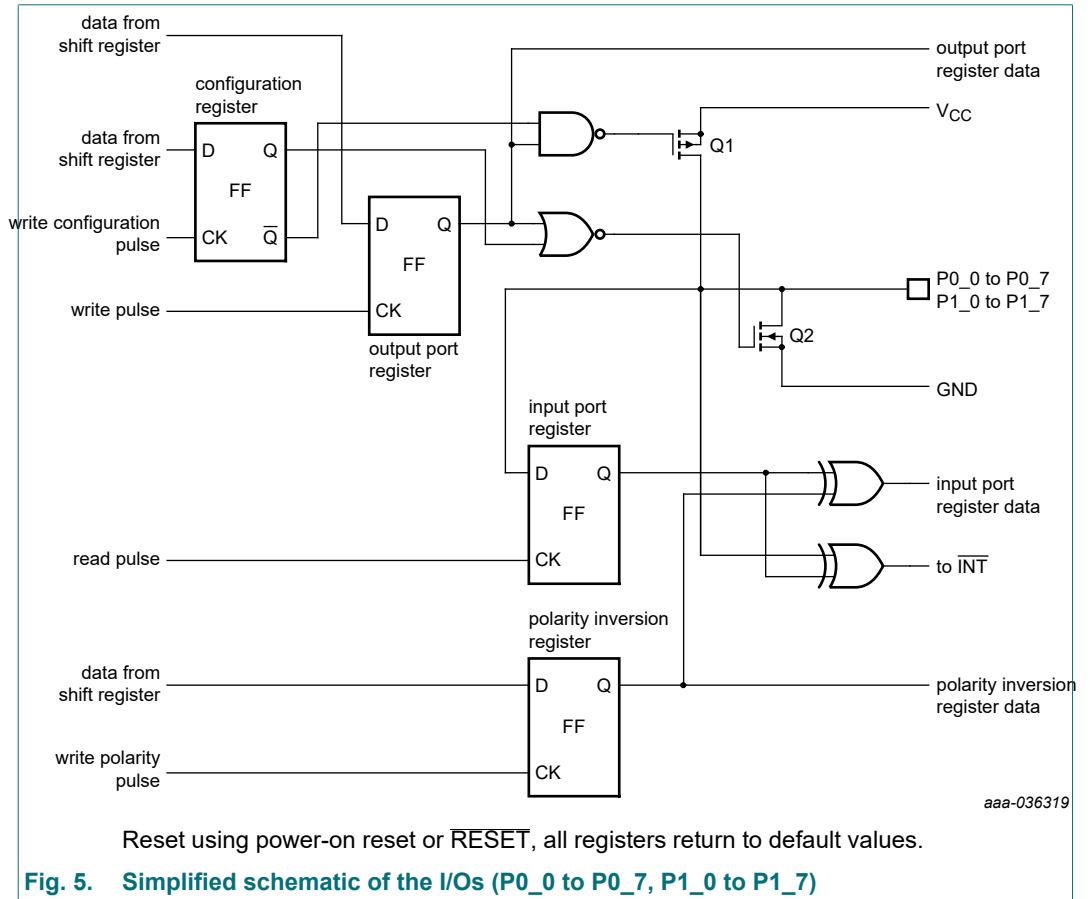 data from
shift register
output port
register data
configuration
register
V_CC
data from
shift register
D
Q
FF
Q1
write configuration
pulse
CK
Q̅
D
Q
FF
P0_0 to P0_7
P1_0 to P1_7
write pulse
CK
Q2
output port
register
GND
input port
register
D
Q
FF
input port
register data
read pulse
CK
to I̅N̅T̅
polarity inversion
register
data from
shift register
D
Q
FF
polarity inversion
register data
write polarity
pulse
CK
aaa-036319
Reset using power-on reset or R̅E̅S̅E̅T̅, all registers return to default values.
Fig. 5. Simplified schematic of the I/Os (P0_0 to P0_7, P1_0 to P1_7)